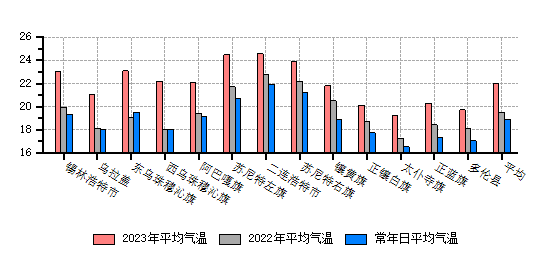 26
24
22
20
18
16
锡林浩特市
乌拉盖
东乌珠穆沁旗
西乌珠穆沁旗
阿巴嘎旗
苏尼特左旗
二连浩特市
苏尼特右旗
镶黄旗
正镶白旗
太仆寺旗
正蓝旗
多伦县
平均
2023年平均气温 2022年平均气温 常年日平均气温